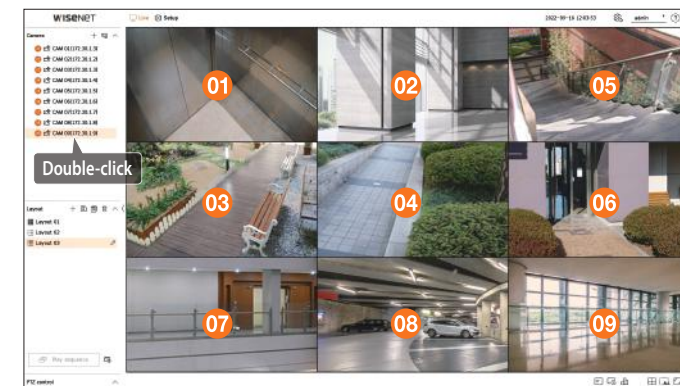 WISENET
Live
Setup
2022-09-16 12:43:53
admin
Camera
CAM 01(172.30.1.3)
CAM 02(172.30.1.2)
CAM 03(172.30.1.3)
CAM 04(172.30.1.4)
CAM 05(172.30.1.5)
CAM 06(172.30.1.6)
CAM 07(172.30.1.7)
CAM 08(172.30.1.8)
CAM 09(172.30.1.9)
Double-click
Layout
Layout 01
Layout 02
Layout 03
Play sequence
PTZ control
01
02
05
03
04
06
07
08
09